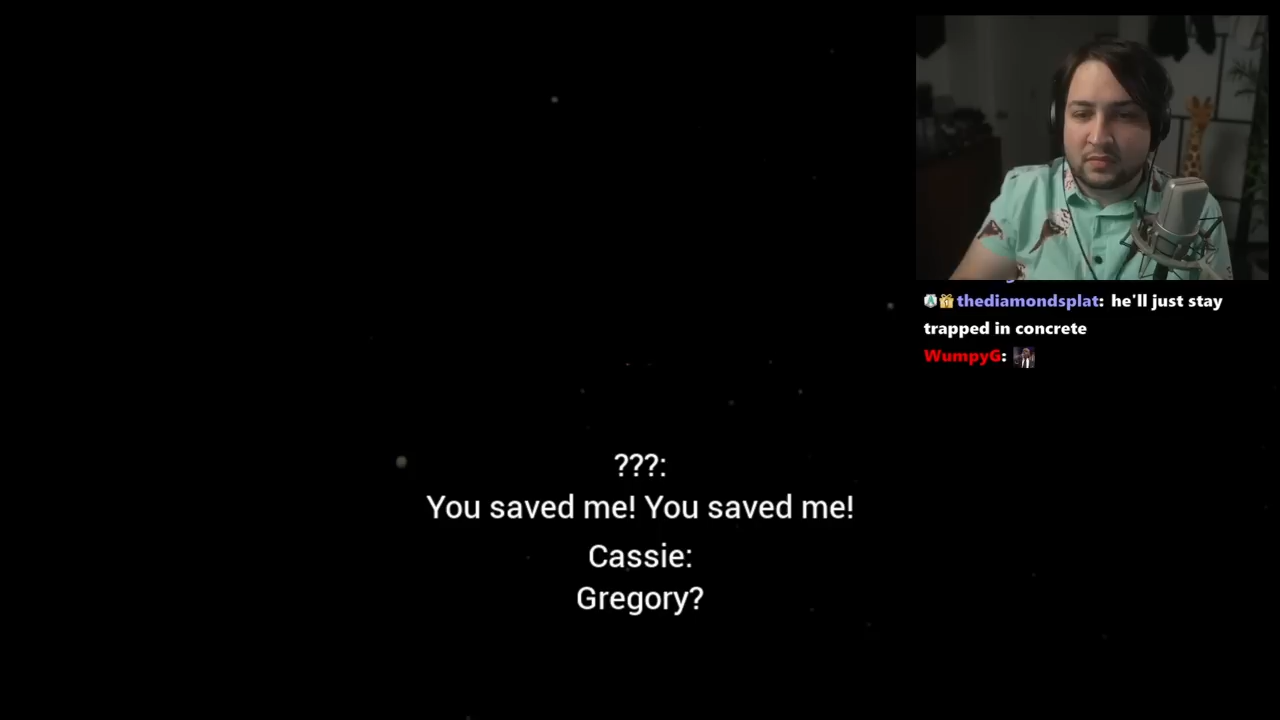 thediamondsplat: he'll just stay
trapped in concrete
WumpyG:
???:
You saved me! You saved me!
Cassie:
Gregory?